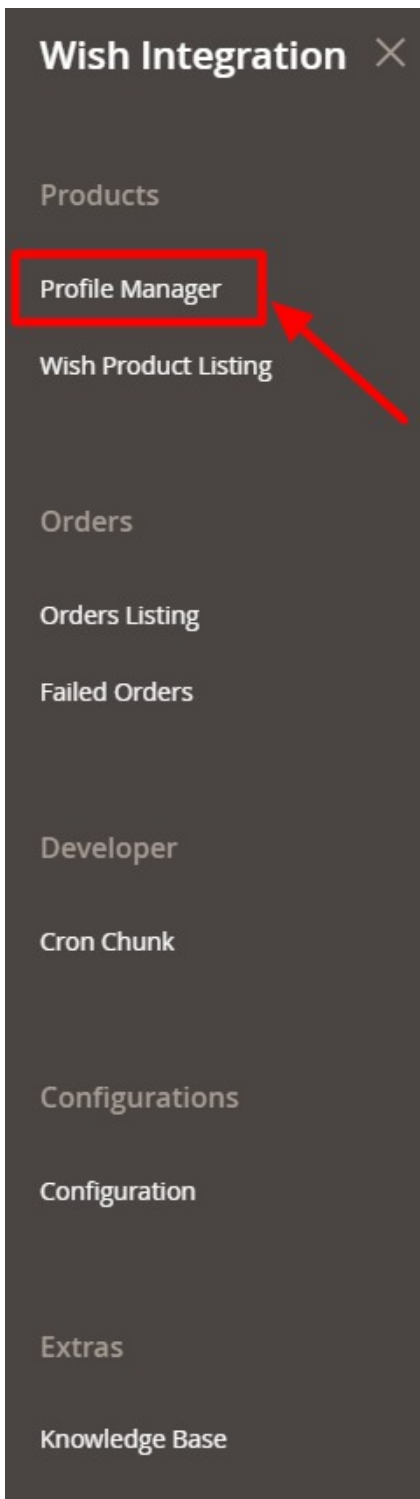 Wish Integration
Products
Profile Manager
Wish Product Listing
Orders
Orders Listing
Failed Orders
Developer
Cron Chunk
Configurations
Configuration
Extras
Knowledge Base